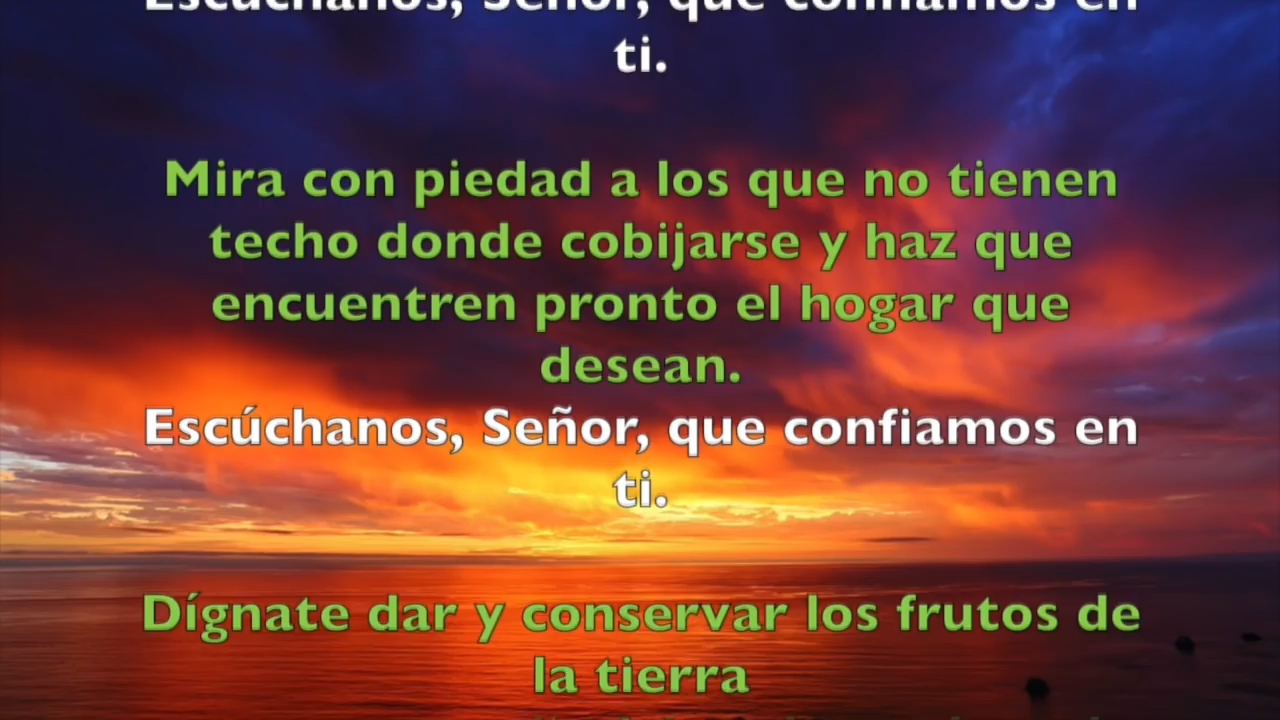 Escúchanos, Señor, que confiamos en
ti.
Mira con piedad a los que no tienen
techo donde cobijarse y haz que
encuentren pronto el hogar que
desean.
Escúchanos, Señor, que confiamos en
ti.
Dígnate dar y conservar los frutos de
la tierra